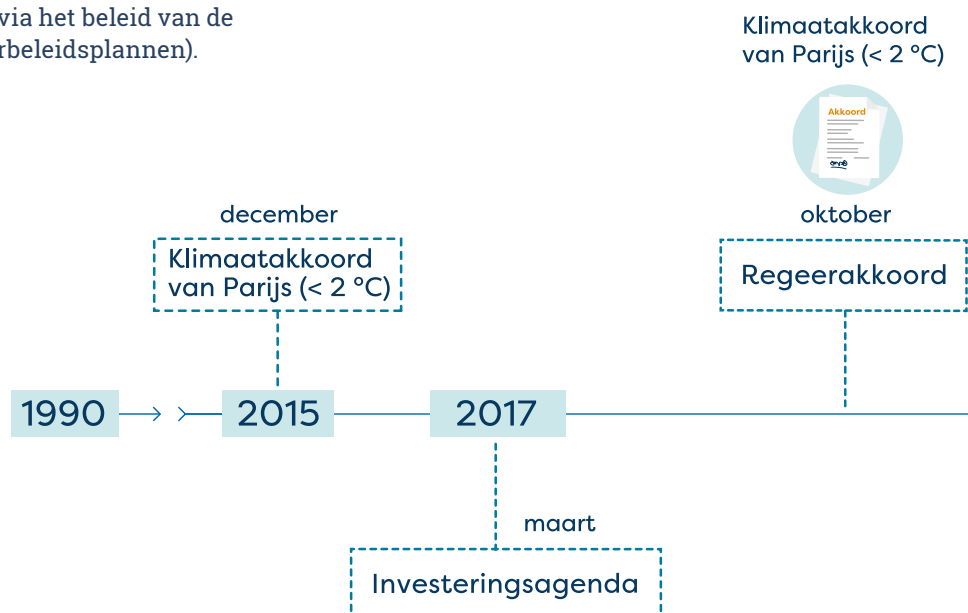 via het beleid van de
rbeleidsplannen).
Klimaatakkoord
van Parijs (< 2 °C)
Akkoord
december
oktober
Klimaatakkoord
van Parijs (< 2 °C)
Regeerakkoord
1990
2015
2017
maart
Investeringsagenda